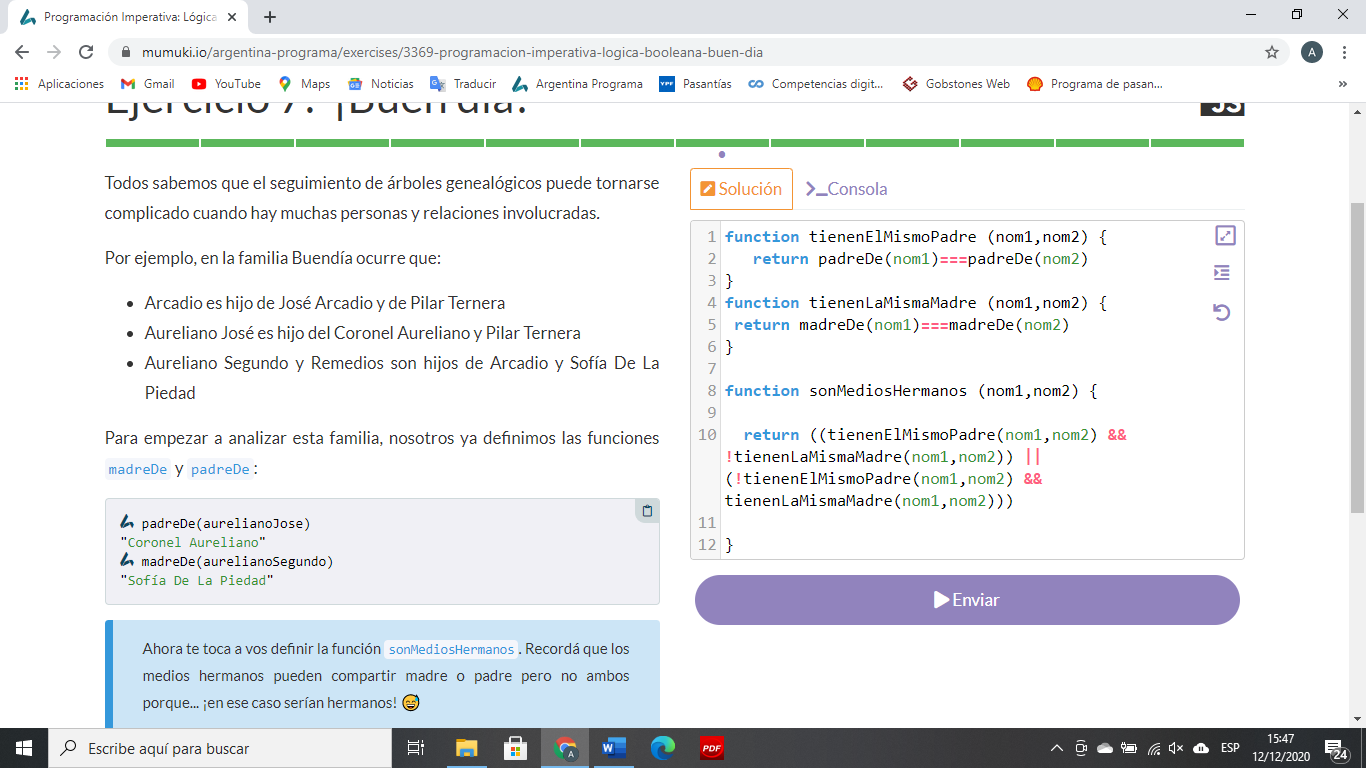 Programación Imperativa: Lógica
mumuki.io/argentina-programa/exercises/3369-programacion-imperativa-logica-booleana-buen-dia
A
Aplicaciones
Gmail
YouTube
Maps
Noticias
Traducir
Argentina Programa
YPF Pasantías
Competencias digit...
Gobstones Web
Programa de pasan...
»
Ejercicio 7: ¡Buen día!
JS
Todos sabemos que el seguimiento de árboles genealógicos puede tornarse
complicado cuando hay muchas personas y relaciones involucradas.
Por ejemplo, en la familia Buendía ocurre que:
• Arcadio es hijo de José Arcadio y de Pilar Ternera
• Aureliano José es hijo del Coronel Aureliano y Pilar Ternera
• Aureliano Segundo y Remedios son hijos de Arcadio y Sofía De La
Piedad
Para empezar a analizar esta familia, nosotros ya definimos las funciones
madreDe y padreDe:
padreDe(aurelianoJose)
"Coronel Aureliano"
madreDe(aurelianoSegundo)
"Sofía De La Piedad"
Ahora te toca a vos definir la función sonMediosHermanos. Recordá que los
medios hermanos pueden compartir madre o padre pero no ambos
porque... ¡en ese caso serían hermanos! 😅
Solución
Consola
1 function tienenElMismoPadre (nom1,nom2) {
2 return padreDe(nom1)===padreDe(nom2)
3 }
4 function tienenLaMismaMadre (nom1,nom2) {
5 return madreDe(nom1)===madreDe(nom2)
6 }
7
8 function sonMediosHermanos (nom1,nom2) {
9
10 return ((tienenElMismoPadre(nom1,nom2) &&
!tienenLaMismaMadre(nom1,nom2)) ||
(!tienenElMismoPadre(nom1,nom2) &&
tienenLaMismaMadre(nom1,nom2)))
11
12 }
Enviar
Escribe aquí para buscar
W
PDF
ESP
15:47
12/12/2020
24